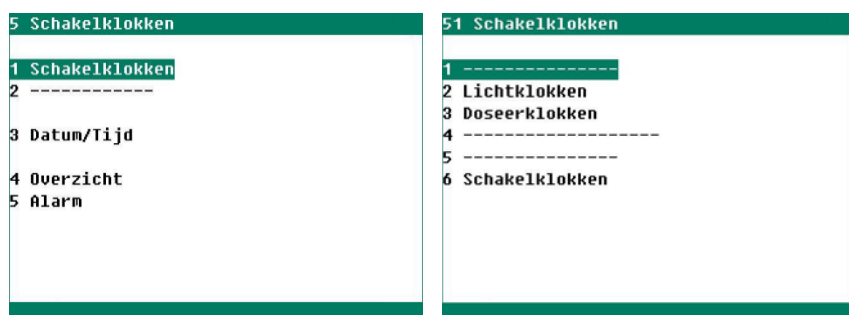 5 Schakelklokken
1 Schakelklokken
2 ------------
3 Datum/Tijd
4 Overzicht
5 Alarm
51 Schakelklokken
1 ---------------
2 Lichtklokken
3 Doseerklokken
4 -------------------
5 ---------------
6 Schakelklokken